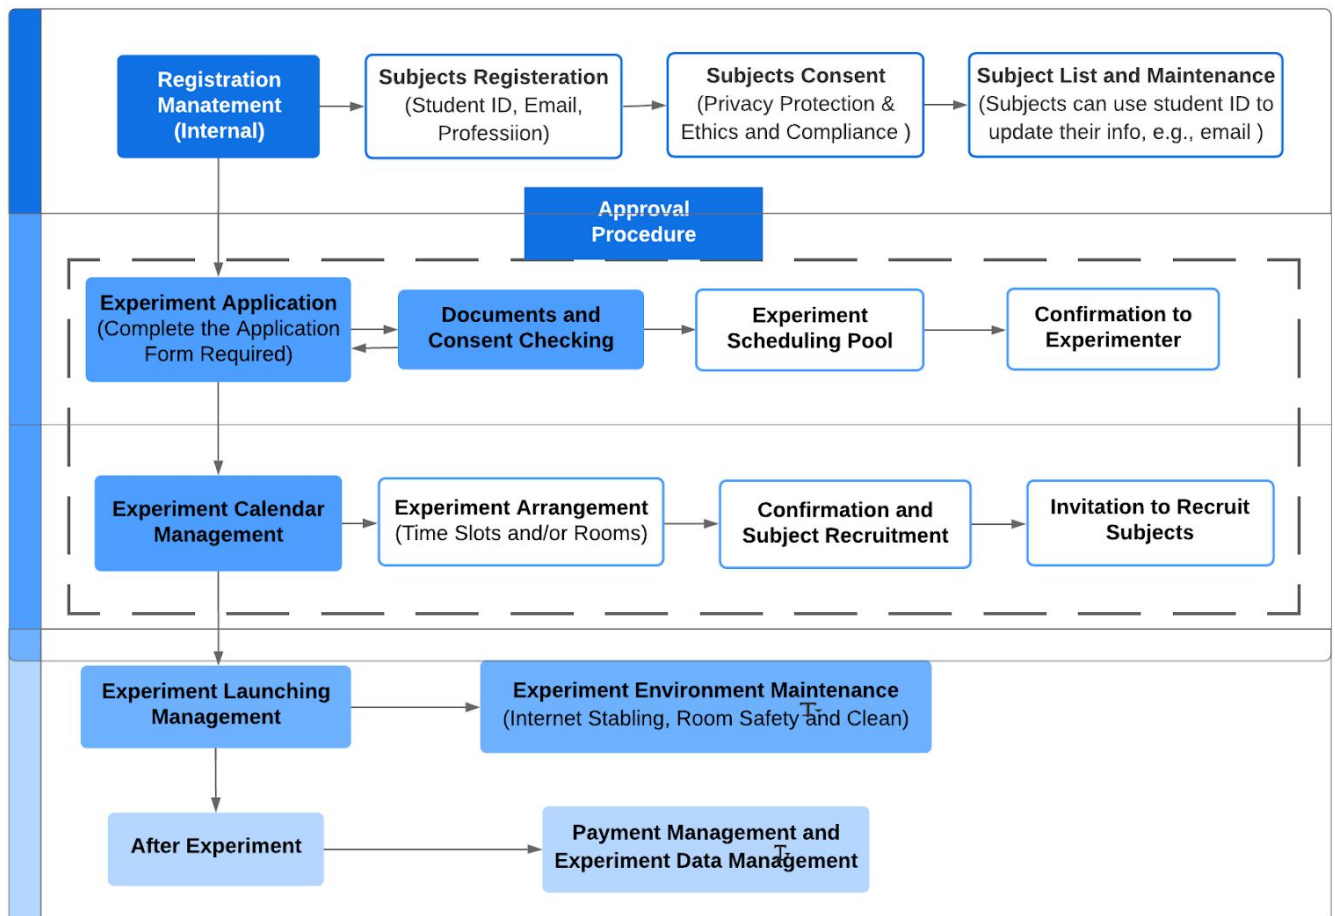 Registration
Manatement
(Internal)
Subjects Registeration
(Student ID, Email,
Professiion)
Subjects Consent
(Privacy Protection &
Ethics and Compliance )
Subject List and Maintenance
(Subjects can use student ID to
update their info, e.g., email )
Approval
Procedure
Experiment Application
(Complete the Application
Form Required)
Documents and
Consent Checking
Experiment
Scheduling Pool
Confirmation to
Experimenter
Experiment Calendar
Management
Experiment Arrangement
(Time Slots and/or Rooms)
Confirmation and
Subject Recruitment
Invitation to Recruit
Subjects
Experiment Launching
Management
Experiment Environment Maintenance
(Internet Stabling, Room Safety and Clean)
After Experiment
Payment Management and
Experiment Data Management